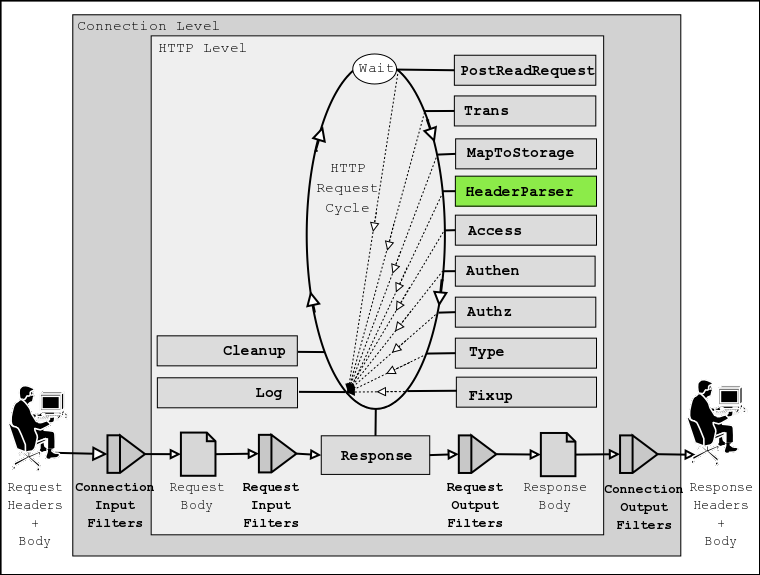 Connection Level
HTTP Level
Wait
PostReadRequest
Trans
MapToStorage
HTTP
Request
Cycle
HeaderParser
Access
Authen
Authz
Cleanup
Type
Log
Fixup
Response
Request
Headers
+
Body
Connection
Input
Filters
Request
Body
Request
Input
Filters
Request
Output
Filters
Response
Body
Connection
Output
Filters
Response
Headers
+
Body